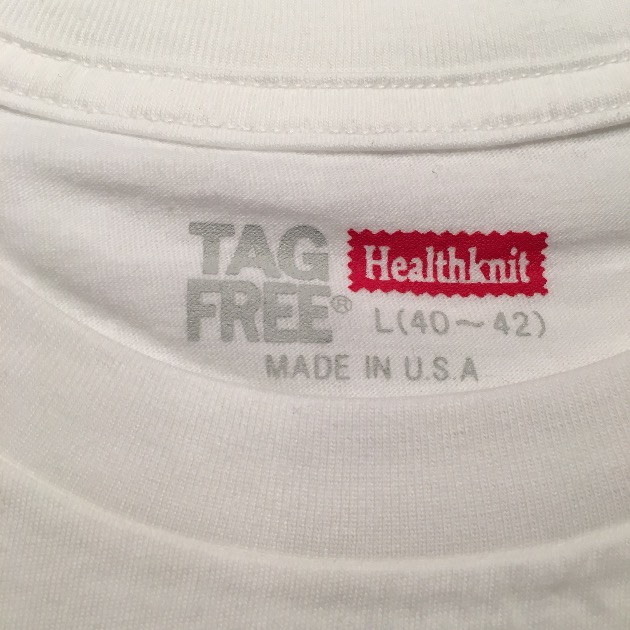 TAG
FREE®
Healthknit
L(40～42)
MADE IN U.S.A